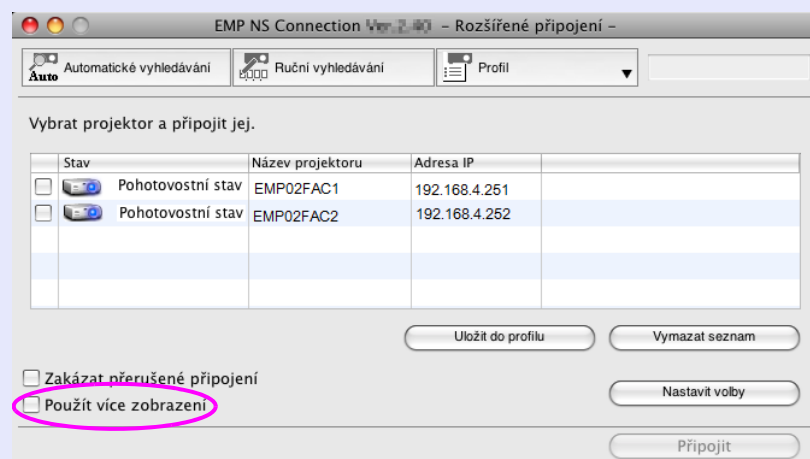 EMP NS Connection – Rozšířené připojení –
Auto Automatické vyhledávání Ruční vyhledávání Profil
Vybrat projektor a připojit jej.
Stav Název projektoru Adresa IP
Pohotovostní stav EMP02FAC1 192.168.4.251
Pohotovostní stav EMP02FAC2 192.168.4.252
Uložit do profilu Vymazat seznam
Zakázat přerušené připojení
Použít více zobrazení
Nastavit volby
Připojit